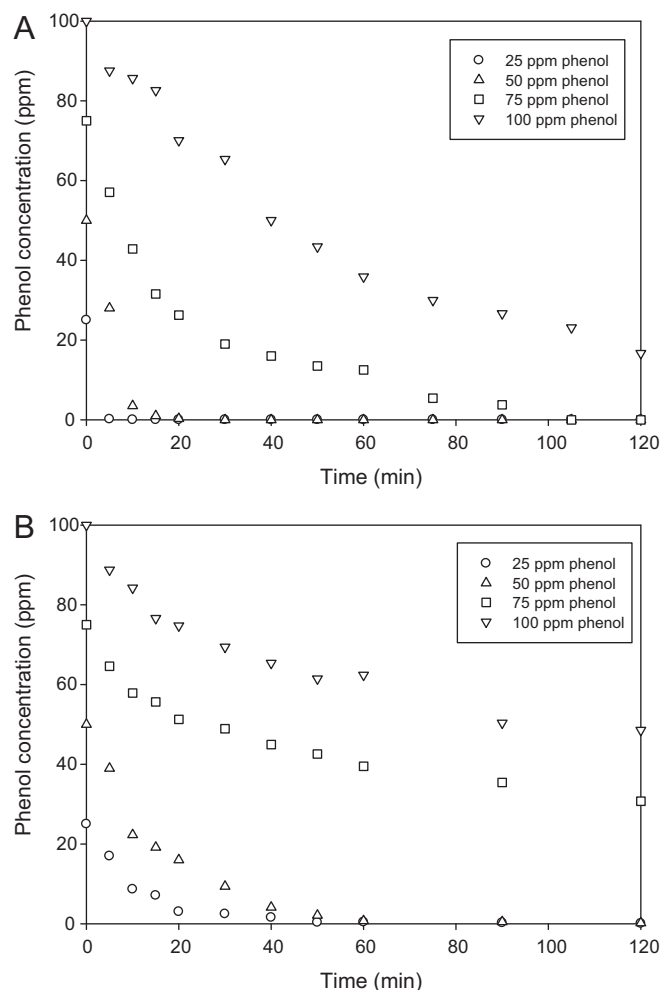 A
100
80
60
40
20
0
Phenol concentration (ppm)
25 ppm phenol
50 ppm phenol
75 ppm phenol
100 ppm phenol
0 20 40 60 80 100 120
Time (min)
B
100
80
60
40
20
0
Phenol concentration (ppm)
25 ppm phenol
50 ppm phenol
75 ppm phenol
100 ppm phenol
0 20 40 60 80 100 120
Time (min)